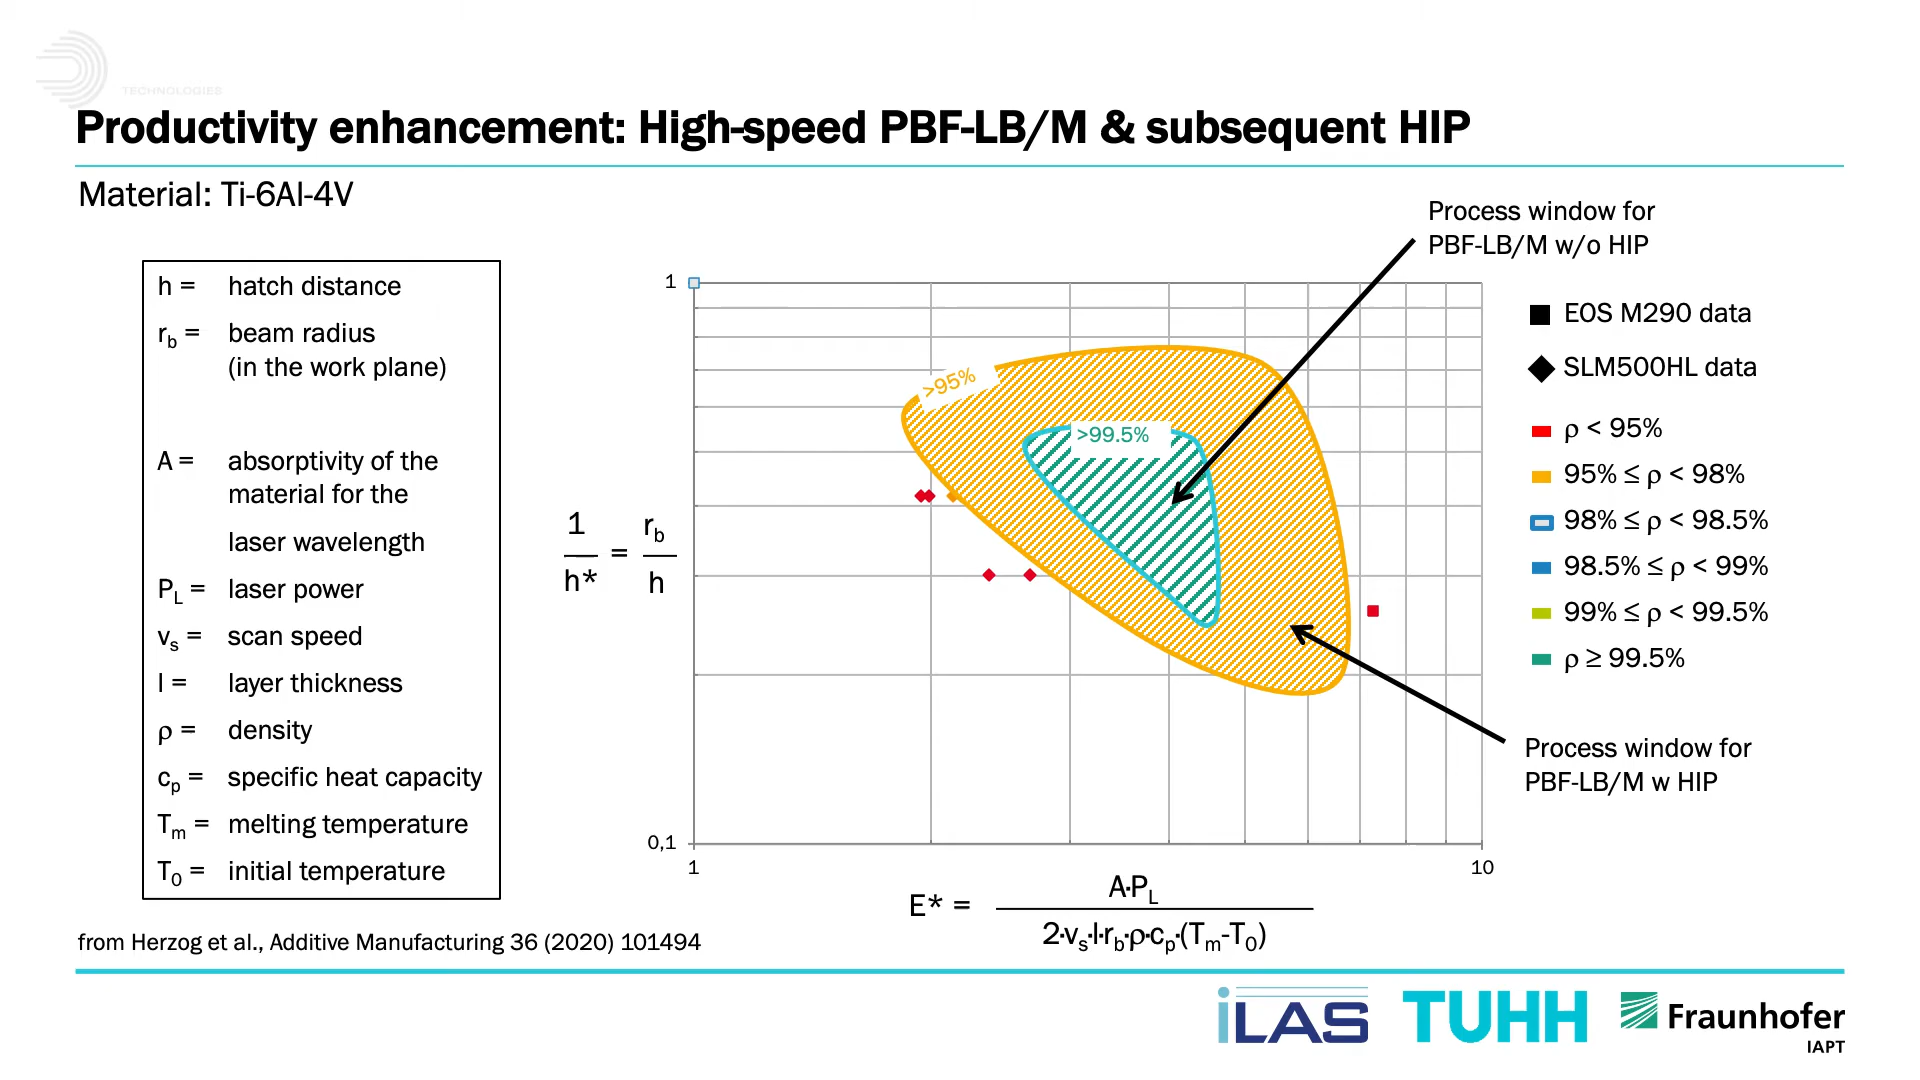 TECHNOLOGIES
Productivity enhancement: High-speed PBF-LB/M & subsequent HIP
Material: Ti-6Al-4V
h = hatch distance
rb = beam radius
(in the work plane)
A = absorptivity of the
material for the
laser wavelength
PL = laser power
vs = scan speed
l = layer thickness
ρ = density
cp = specific heat capacity
Tm = melting temperature
T0 = initial temperature
1
h*
=
rb
h
1
0,1
1
10
>95%
>99.5%
E* =
A·PL
2·vs·l·rb·ρ·cp·(Tm-T0)
Process window for
PBF-LB/M w/o HIP
EOS M290 data
SLM500HL data
ρ < 95%
95% ≤ ρ < 98%
98% ≤ ρ < 98.5%
98.5% ≤ ρ < 99%
99% ≤ ρ < 99.5%
ρ ≥ 99.5%
Process window for
PBF-LB/M w HIP
from Herzog et al., Additive Manufacturing 36 (2020) 101494
iLAS
TUHH
Fraunhofer
IAPT